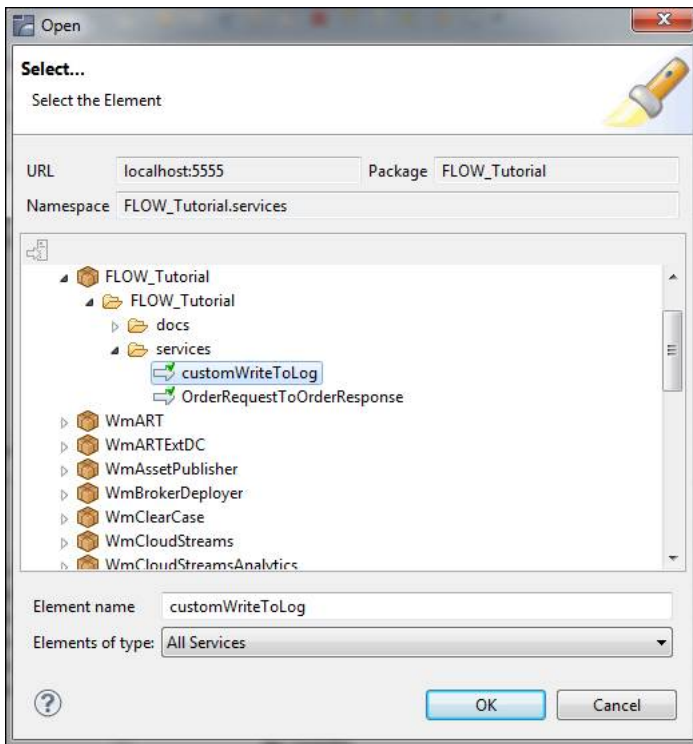 Open
Select...
Select the Element
URL localhost:5555 Package FLOW_Tutorial
Namespace FLOW_Tutorial.services
FLOW_Tutorial
FLOW_Tutorial
docs
services
customWriteToLog
OrderRequestToOrderResponse
WmART
WmARTExtDC
WmAssetPublisher
WmBrokerDeployer
WmClearCase
WmCloudStreams
WmCloudStreamsAnalytics
Element name customWriteToLog
Elements of type: All Services
? OK Cancel